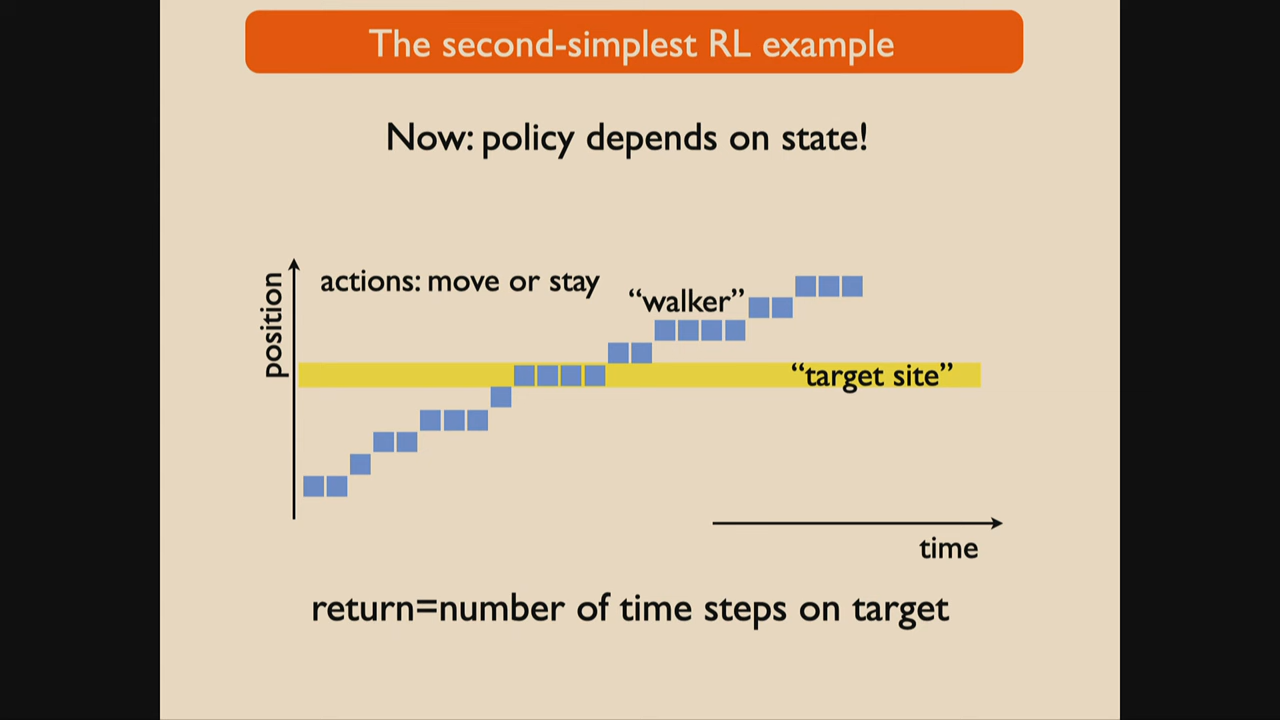 The second-simplest RL example
Now: policy depends on state!
position
actions: move or stay
“walker”
“target site”
time
return=number of time steps on target